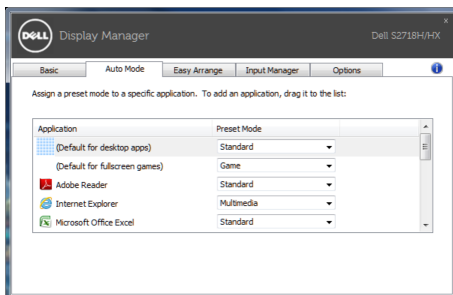 DELL Display Manager Dell S2718H/HX
Basic Auto Mode Easy Arrange Input Manager Options
Assign a preset mode to a specific application. To add an application, drag it to the list:
Application Preset Mode
(Default for desktop apps) Standard
(Default for fullscreen games) Game
Adobe Reader Standard
Internet Explorer Multimedia
Microsoft Office Excel Standard